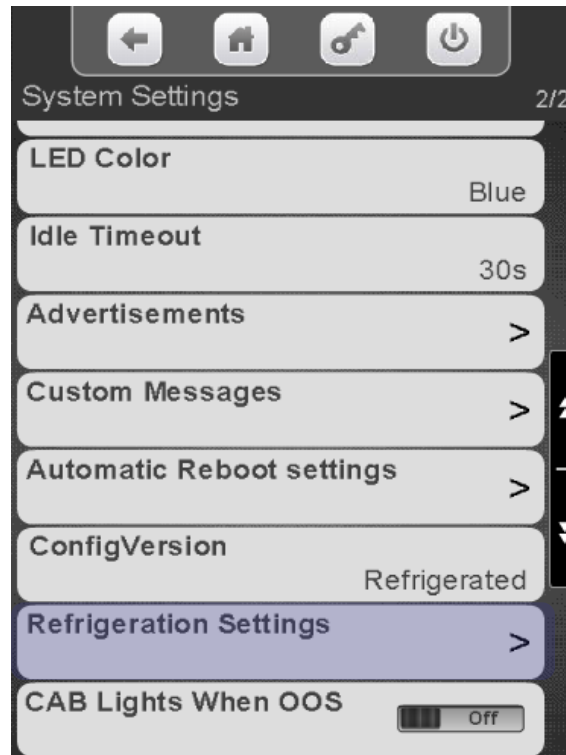 System Settings
2/2
LED Color
Blue
Idle Timeout
30s
Advertisements
>
Custom Messages
>
Automatic Reboot settings
>
ConfigVersion
Refrigerated
Refrigeration Settings
>
CAB Lights When OOS
Off